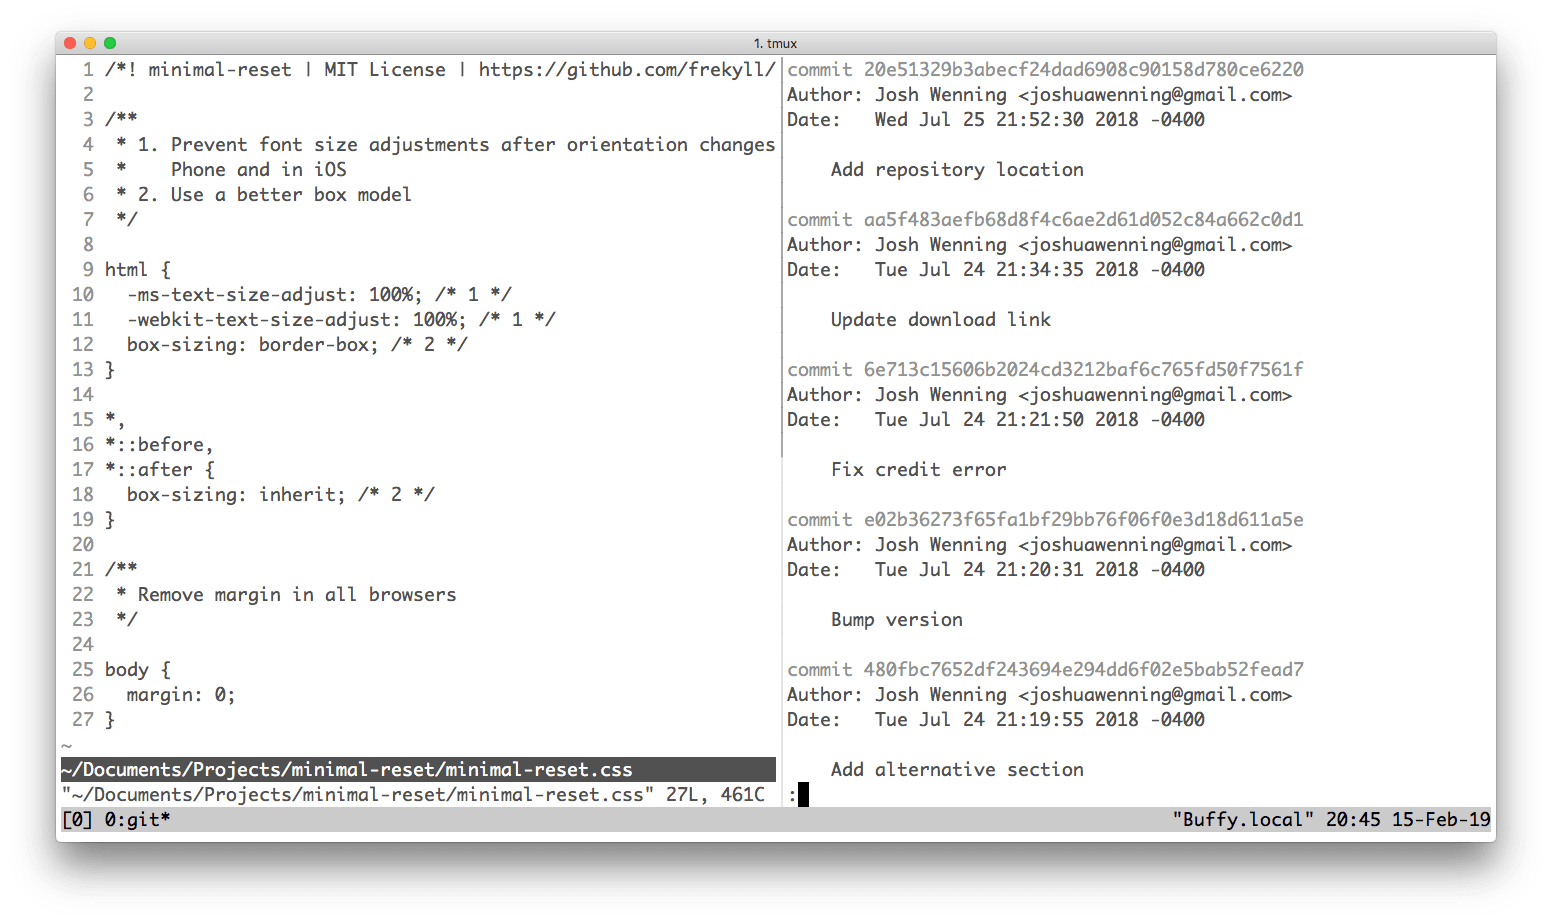 1. tmux
1 /*! minimal-reset | MIT License | https://github.com/frekyll/
2
3 /**
4  * 1. Prevent font size adjustments after orientation changes
5  *    Phone and in iOS
6  * 2. Use a better box model
7  */
8
9 html {
10   -ms-text-size-adjust: 100%; /* 1 */
11   -webkit-text-size-adjust: 100%; /* 1 */
12   box-sizing: border-box; /* 2 */
13 }
14
15 *,
16 *::before,
17 *::after {
18   box-sizing: inherit; /* 2 */
19 }
20
21 /**
22  * Remove margin in all browsers
23  */
24
25 body {
26   margin: 0;
27 }
~
~/Documents/Projects/minimal-reset/minimal-reset.css
"~/Documents/Projects/minimal-reset/minimal-reset.css" 27L, 461C
commit 20e51329b3abecf24dad6908c90158d780ce6220
Author: Josh Wenning <joshuawenning@gmail.com>
Date:   Wed Jul 25 21:52:30 2018 -0400
    Add repository location
commit aa5f483aefb68d8f4c6ae2d61d052c84a662c0d1
Author: Josh Wenning <joshuawenning@gmail.com>
Date:   Tue Jul 24 21:34:35 2018 -0400
    Update download link
commit 6e713c15606b2024cd3212baf6c765fd50f7561f
Author: Josh Wenning <joshuawenning@gmail.com>
Date:   Tue Jul 24 21:21:50 2018 -0400
    Fix credit error
commit e02b36273f65fa1bf29bb76f06f0e3d18d611a5e
Author: Josh Wenning <joshuawenning@gmail.com>
Date:   Tue Jul 24 21:20:31 2018 -0400
    Bump version
commit 480fbc7652df243694e294dd6f02e5bab52fead7
Author: Josh Wenning <joshuawenning@gmail.com>
Date:   Tue Jul 24 21:19:55 2018 -0400
    Add alternative section
:
[0] 0:git* "Buffy.local" 20:45 15-Feb-19